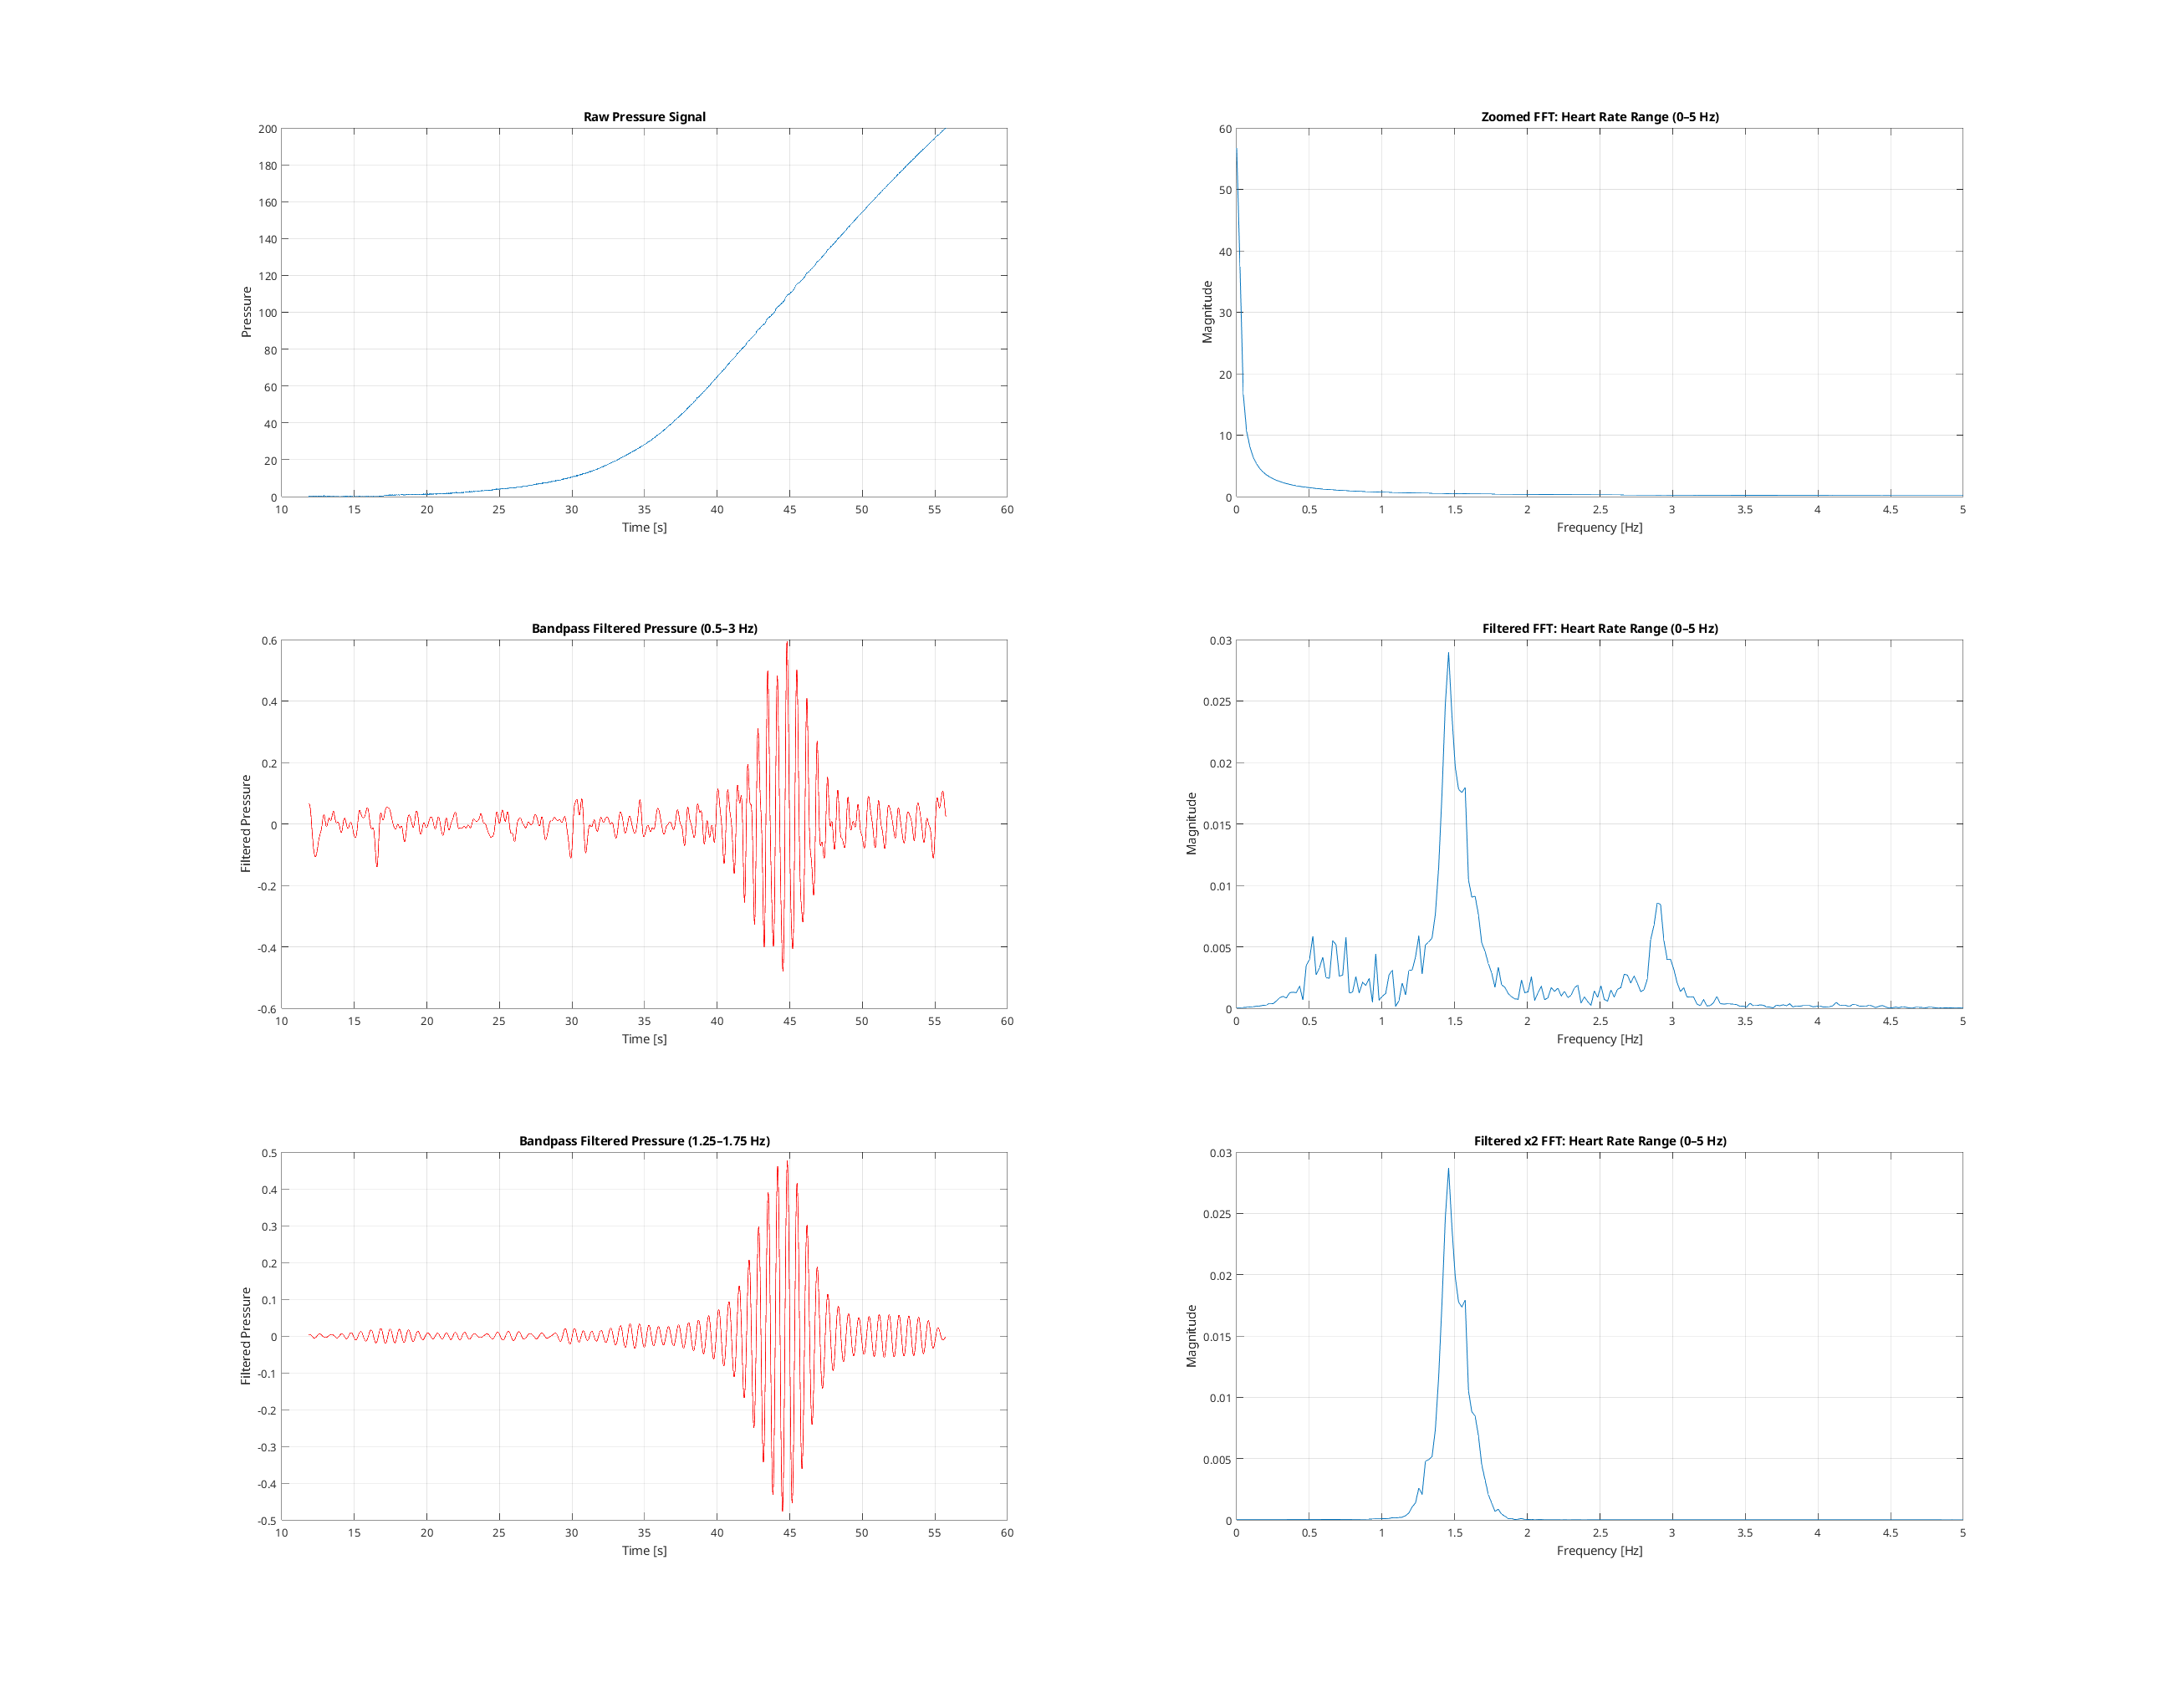 Raw Pressure Signal
200
180
160
140
120
100
80
60
40
20
0
Pressure
10 15 20 25 30 35 40 45 50 55 60
Time [s]
Zoomed FFT: Heart Rate Range (0–5 Hz)
60
50
40
30
20
10
0
Magnitude
0 0.5 1 1.5 2 2.5 3 3.5 4 4.5 5
Frequency [Hz]
Bandpass Filtered Pressure (0.5–3 Hz)
0.6
0.4
0.2
0
-0.2
-0.4
-0.6
Filtered Pressure
10 15 20 25 30 35 40 45 50 55 60
Time [s]
Filtered FFT: Heart Rate Range (0–5 Hz)
0.03
0.025
0.02
0.015
0.01
0.005
0
Magnitude
0 0.5 1 1.5 2 2.5 3 3.5 4 4.5 5
Frequency [Hz]
Bandpass Filtered Pressure (1.25–1.75 Hz)
0.5
0.4
0.3
0.2
0.1
0
-0.1
-0.2
-0.3
-0.4
-0.5
Filtered Pressure
10 15 20 25 30 35 40 45 50 55 60
Time [s]
Filtered x2 FFT: Heart Rate Range (0–5 Hz)
0.03
0.025
0.02
0.015
0.01
0.005
0
Magnitude
0 0.5 1 1.5 2 2.5 3 3.5 4 4.5 5
Frequency [Hz]